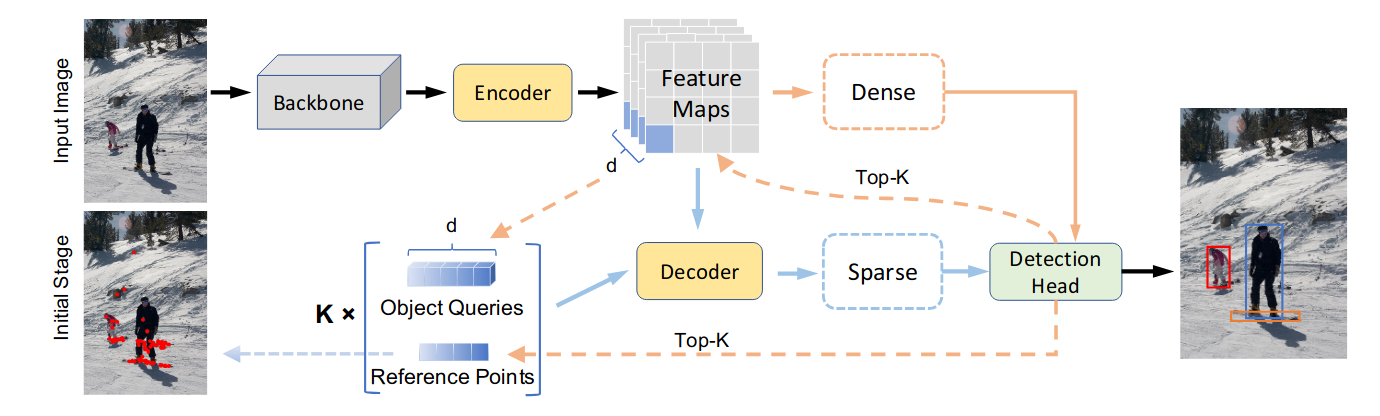 Input Image
Backbone
Encoder
Feature
Maps
d
Dense
Top-K
Initial Stage
K ×
d
Object Queries
Reference Points
Decoder
Sparse
Detection
Head
Top-K